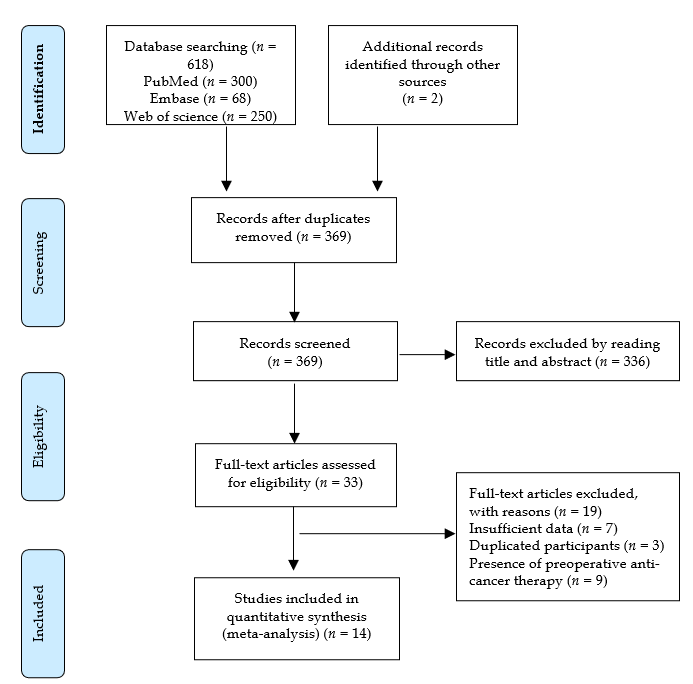 Identification
Database searching (n =
618)
PubMed (n = 300)
Embase (n = 68)
Web of science (n = 250)
Additional records
identified through other
sources
(n = 2)
Screening
Records after duplicates
removed (n = 369)
Records screened
(n = 369)
Records excluded by reading
title and abstract (n = 336)
Eligibility
Full-text articles assessed
for eligibility (n = 33)
Full-text articles excluded,
with reasons (n = 19)
Insufficient data (n = 7)
Duplicated participants (n = 3)
Presence of preoperative anti-
cancer therapy (n = 9)
Included
Studies included in
quantitative synthesis
(meta-analysis) (n = 14)